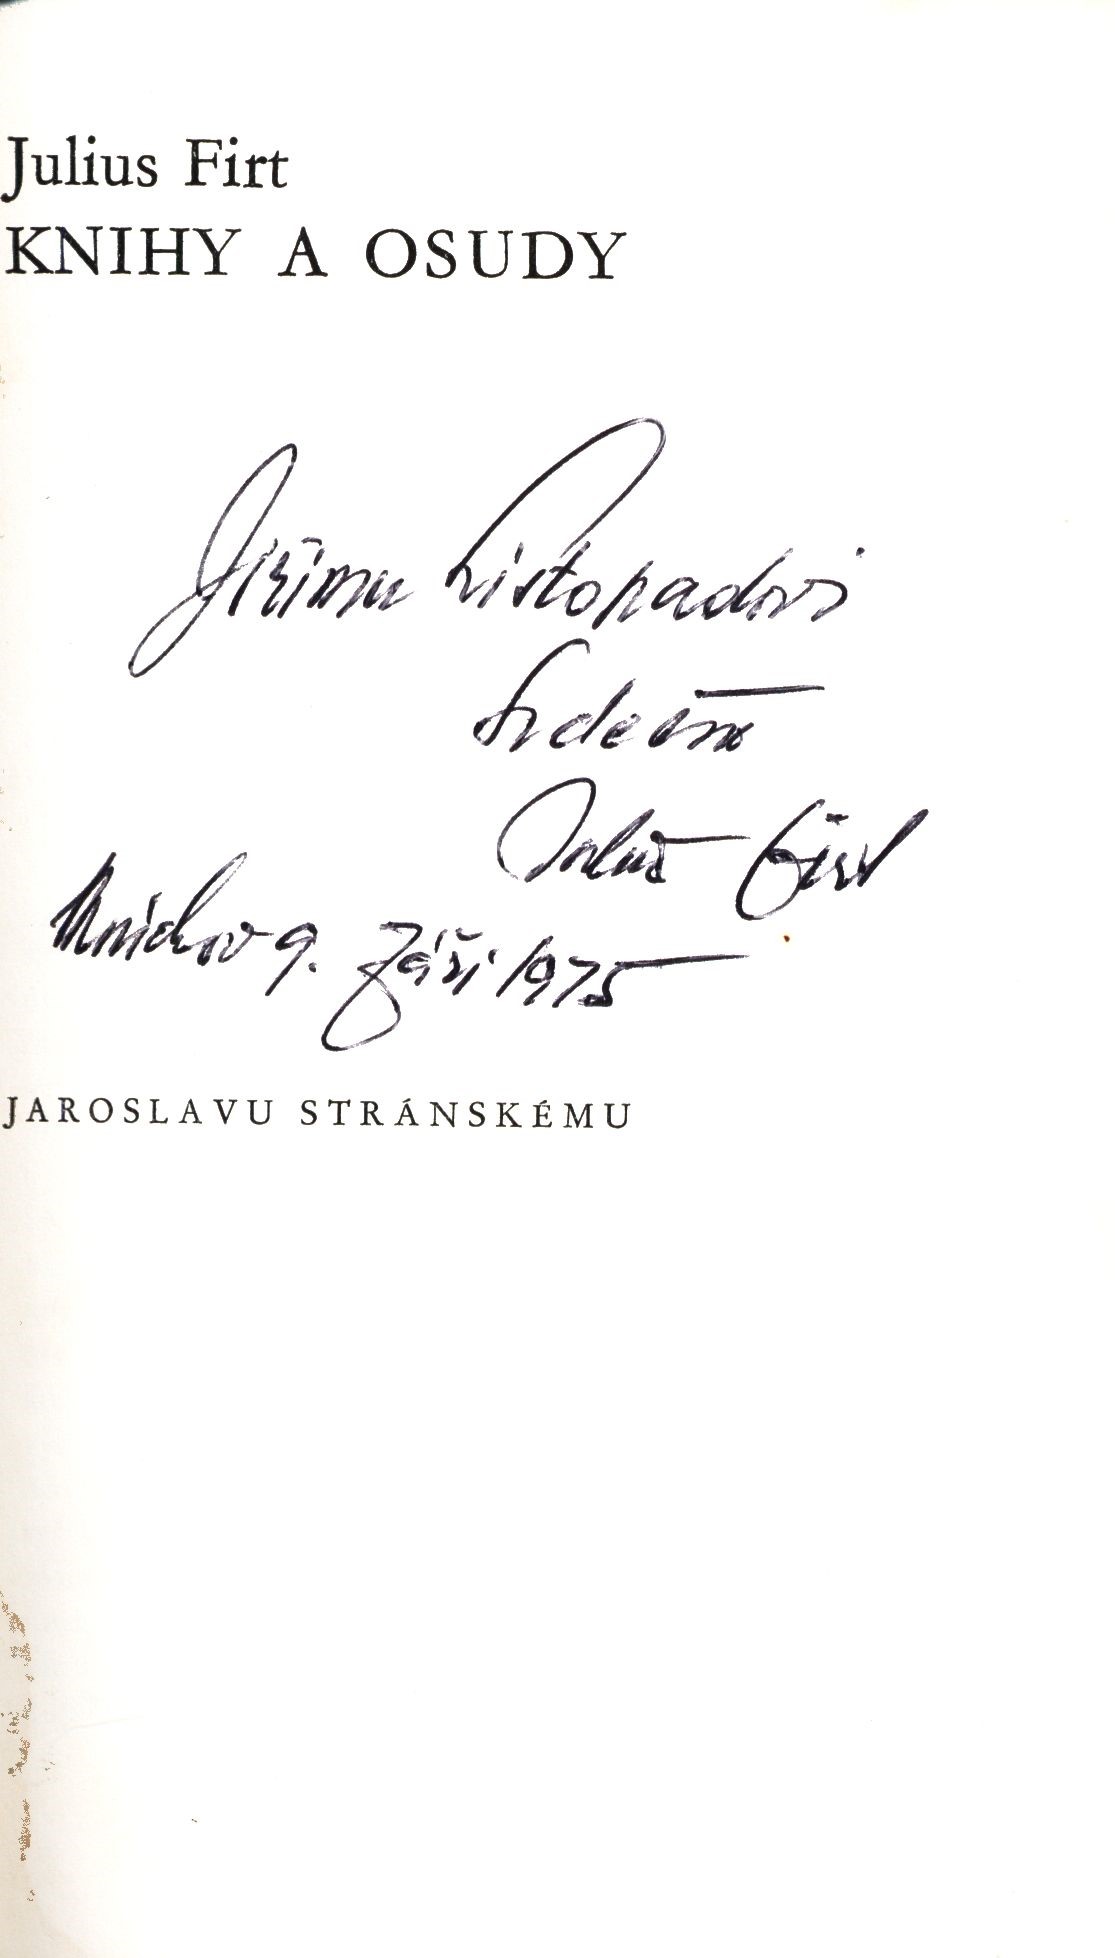 Julius Firt
KNIHY A OSUDY
Jiřímu Listopadovi
Srdečně
Julius Firt
Mnichov 9. Září 1975
JAROSLAVU STRÁNSKÉMU